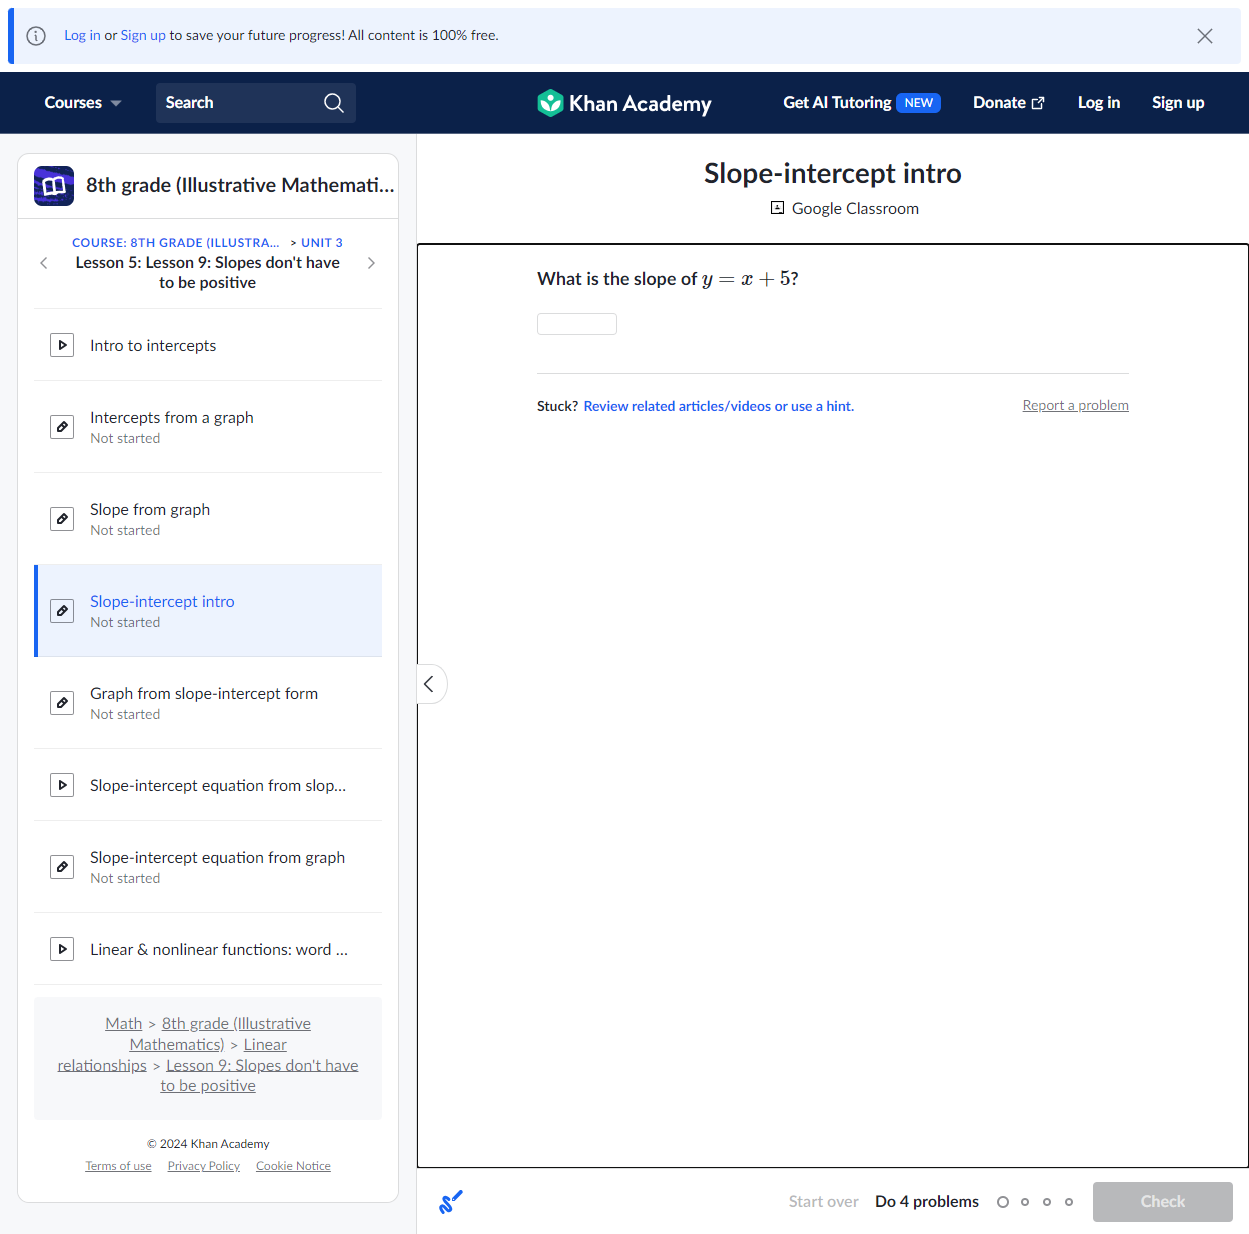 Log in or Sign up to save your future progress! All content is 100% free.
Courses
Search
Khan Academy
Get AI Tutoring NEW
Donate
Log in
Sign up
8th grade (Illustrative Mathemati...
COURSE: 8TH GRADE (ILLUSTRA... > UNIT 3
Lesson 5: Lesson 9: Slopes don't have
to be positive
Intro to intercepts
Intercepts from a graph
Not started
Slope from graph
Not started
Slope-intercept intro
Not started
Graph from slope-intercept form
Not started
Slope-intercept equation from slop...
Slope-intercept equation from graph
Not started
Linear & nonlinear functions: word ...
Math > 8th grade (Illustrative
Mathematics) > Linear
relationships > Lesson 9: Slopes don't have
to be positive
© 2024 Khan Academy
Terms of use Privacy Policy Cookie Notice
Slope-intercept intro
Google Classroom
What is the slope of y = x + 5?
Stuck? Review related articles/videos or use a hint.
Report a problem
Start over
Do 4 problems
Check